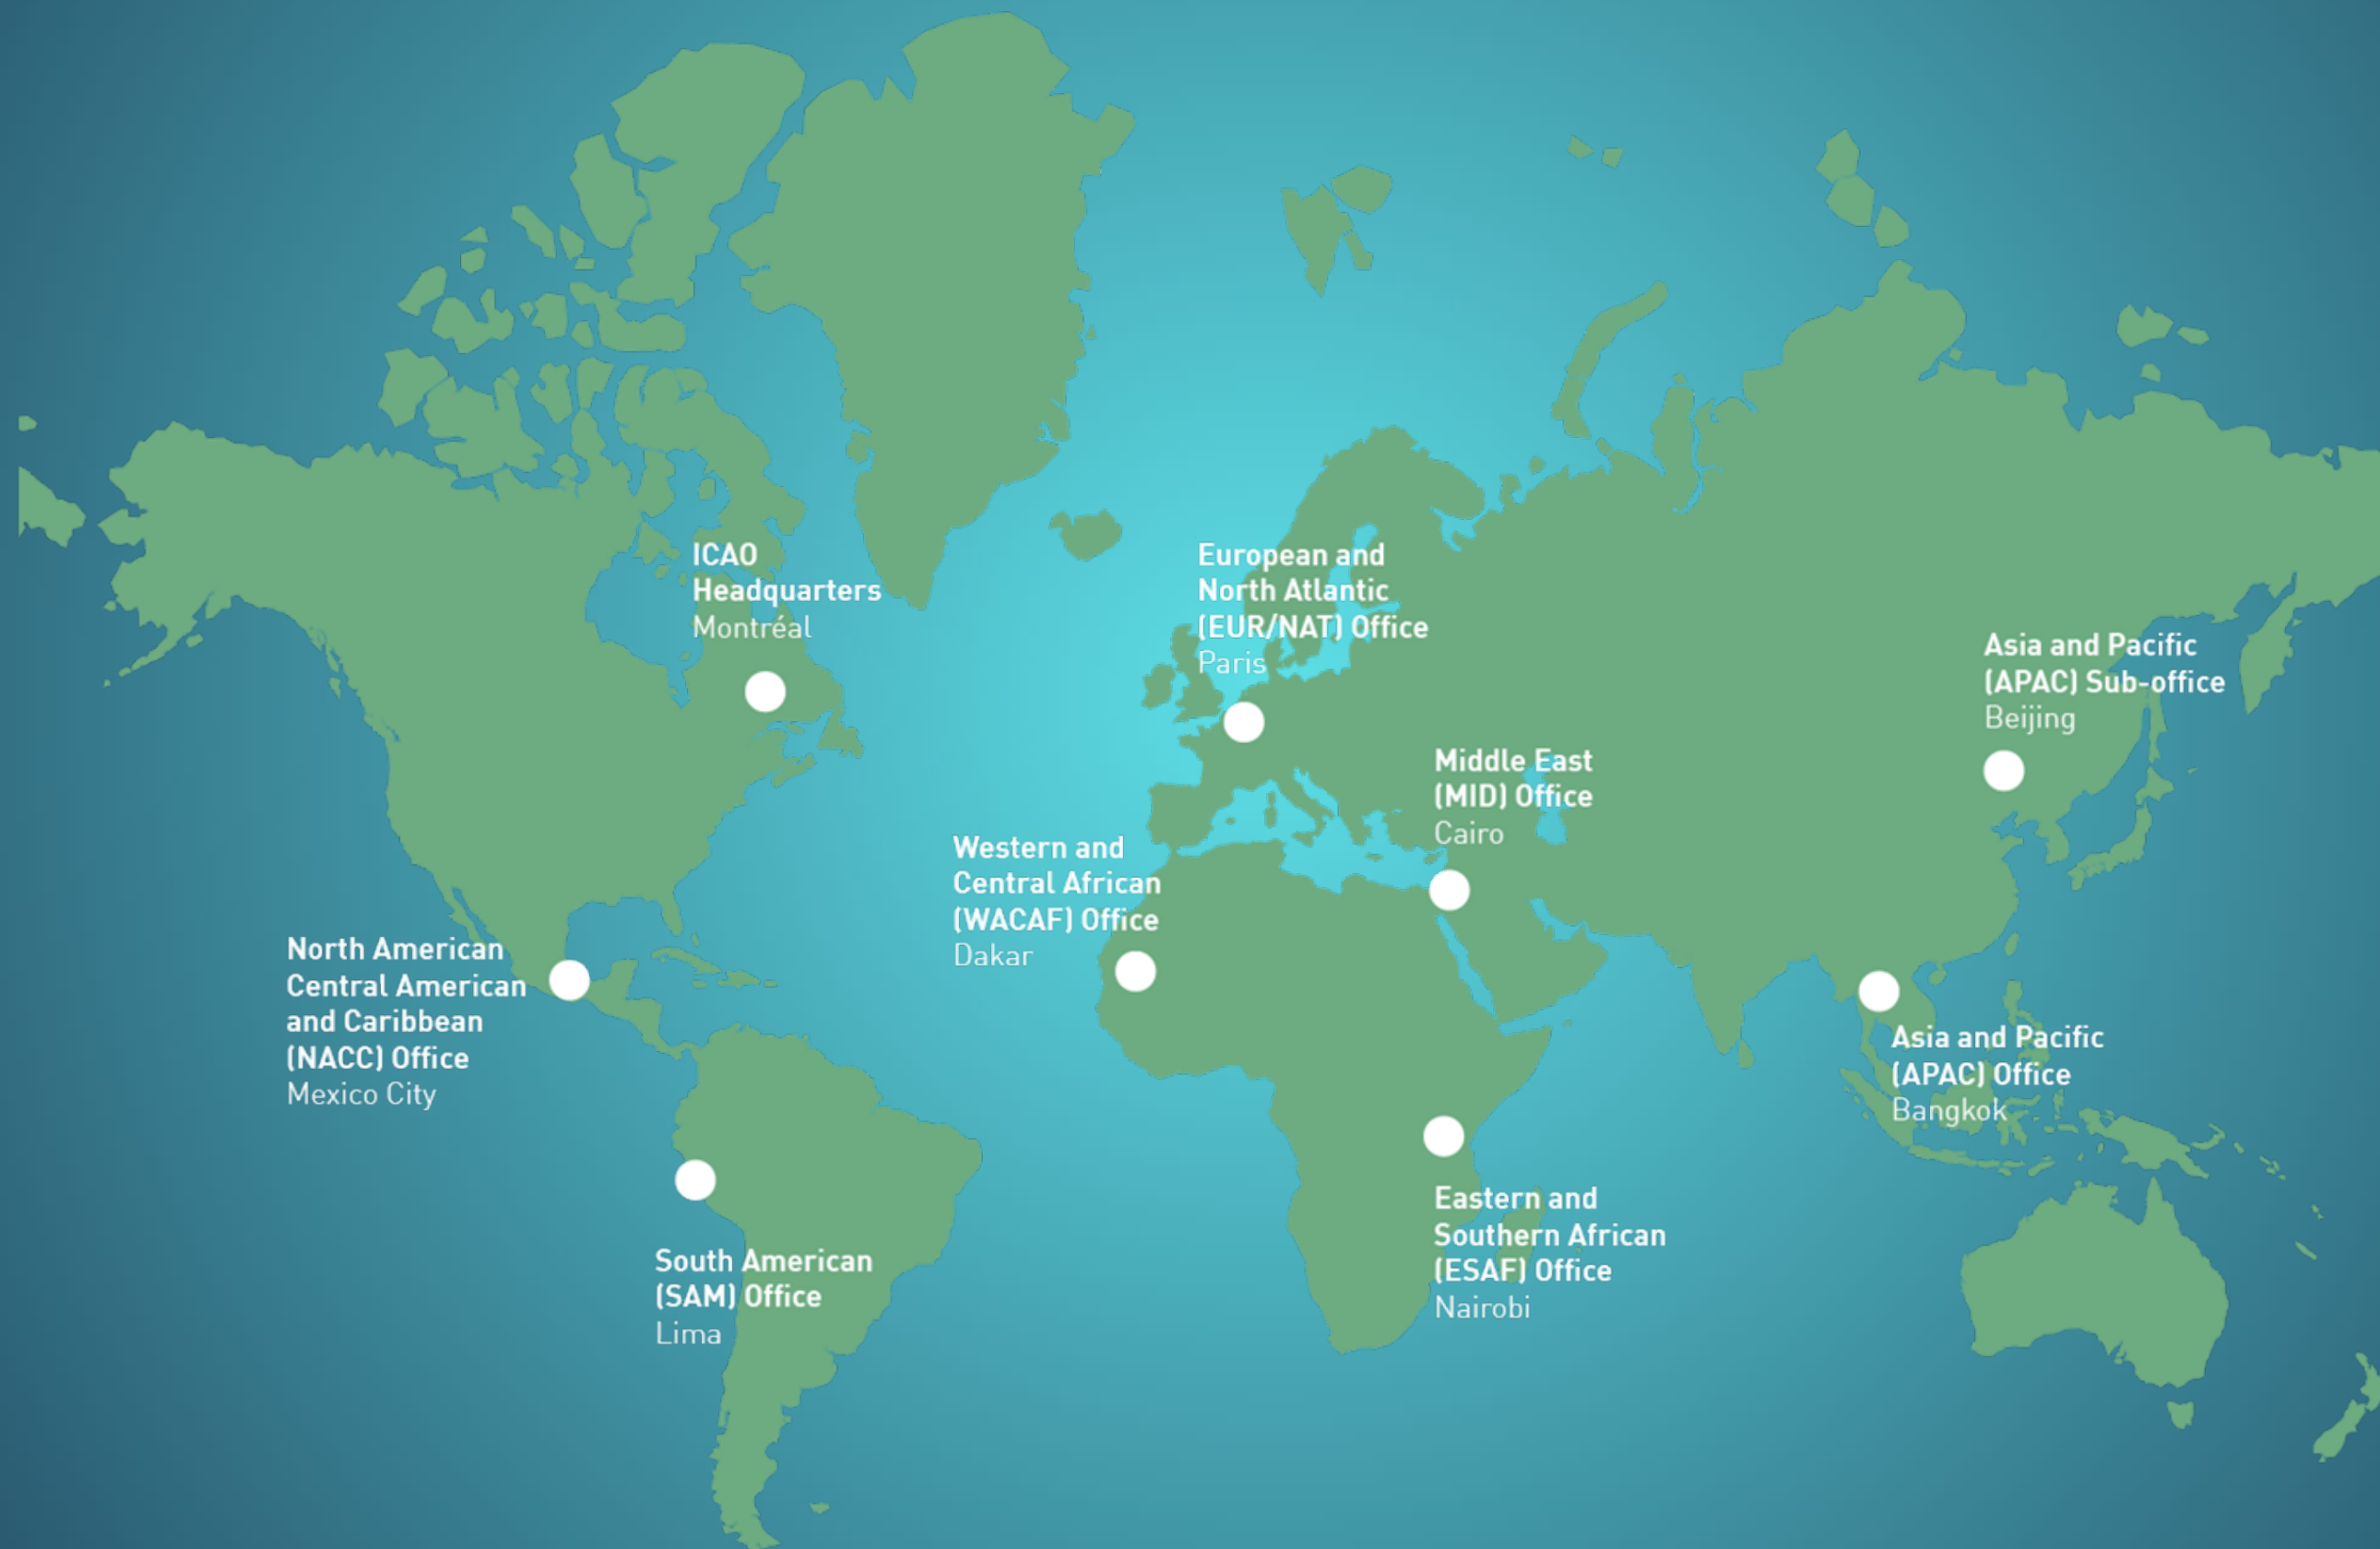 ICAO
Headquarters
Montréal
European and
North Atlantic
(EUR/NAT) Office
Paris
Asia and Pacific
(APAC) Sub-office
Beijing
Middle East
(MID) Office
Cairo
Western and
Central African
(WACAF) Office
Dakar
North American
Central American
and Caribbean
(NACC) Office
Mexico City
Asia and Pacific
(APAC) Office
Bangkok
Eastern and
Southern African
(ESAF) Office
Nairobi
South American
(SAM) Office
Lima